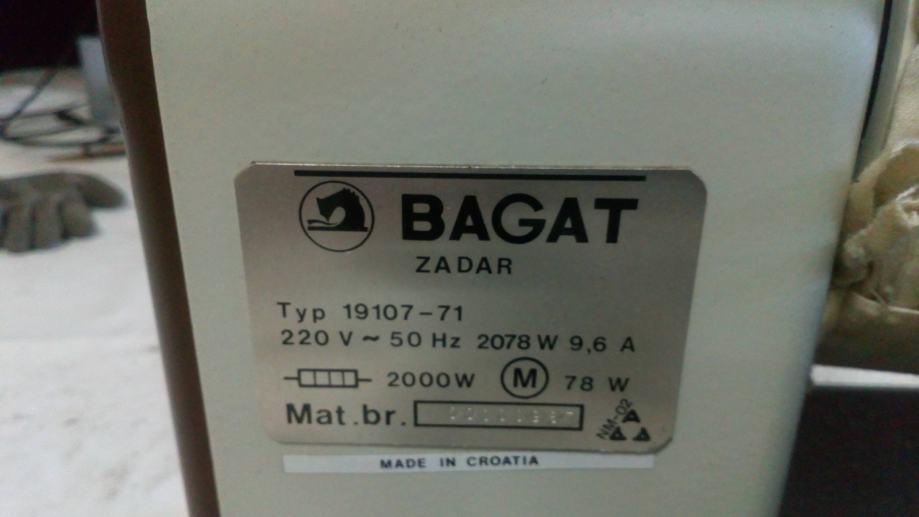 BAGAT
ZADAR
Typ 19107-71
220 V ~ 50 Hz 2078 W 9,6 A
2000W M 78 W
Mat.br.
NM-02
MADE IN CROATIA